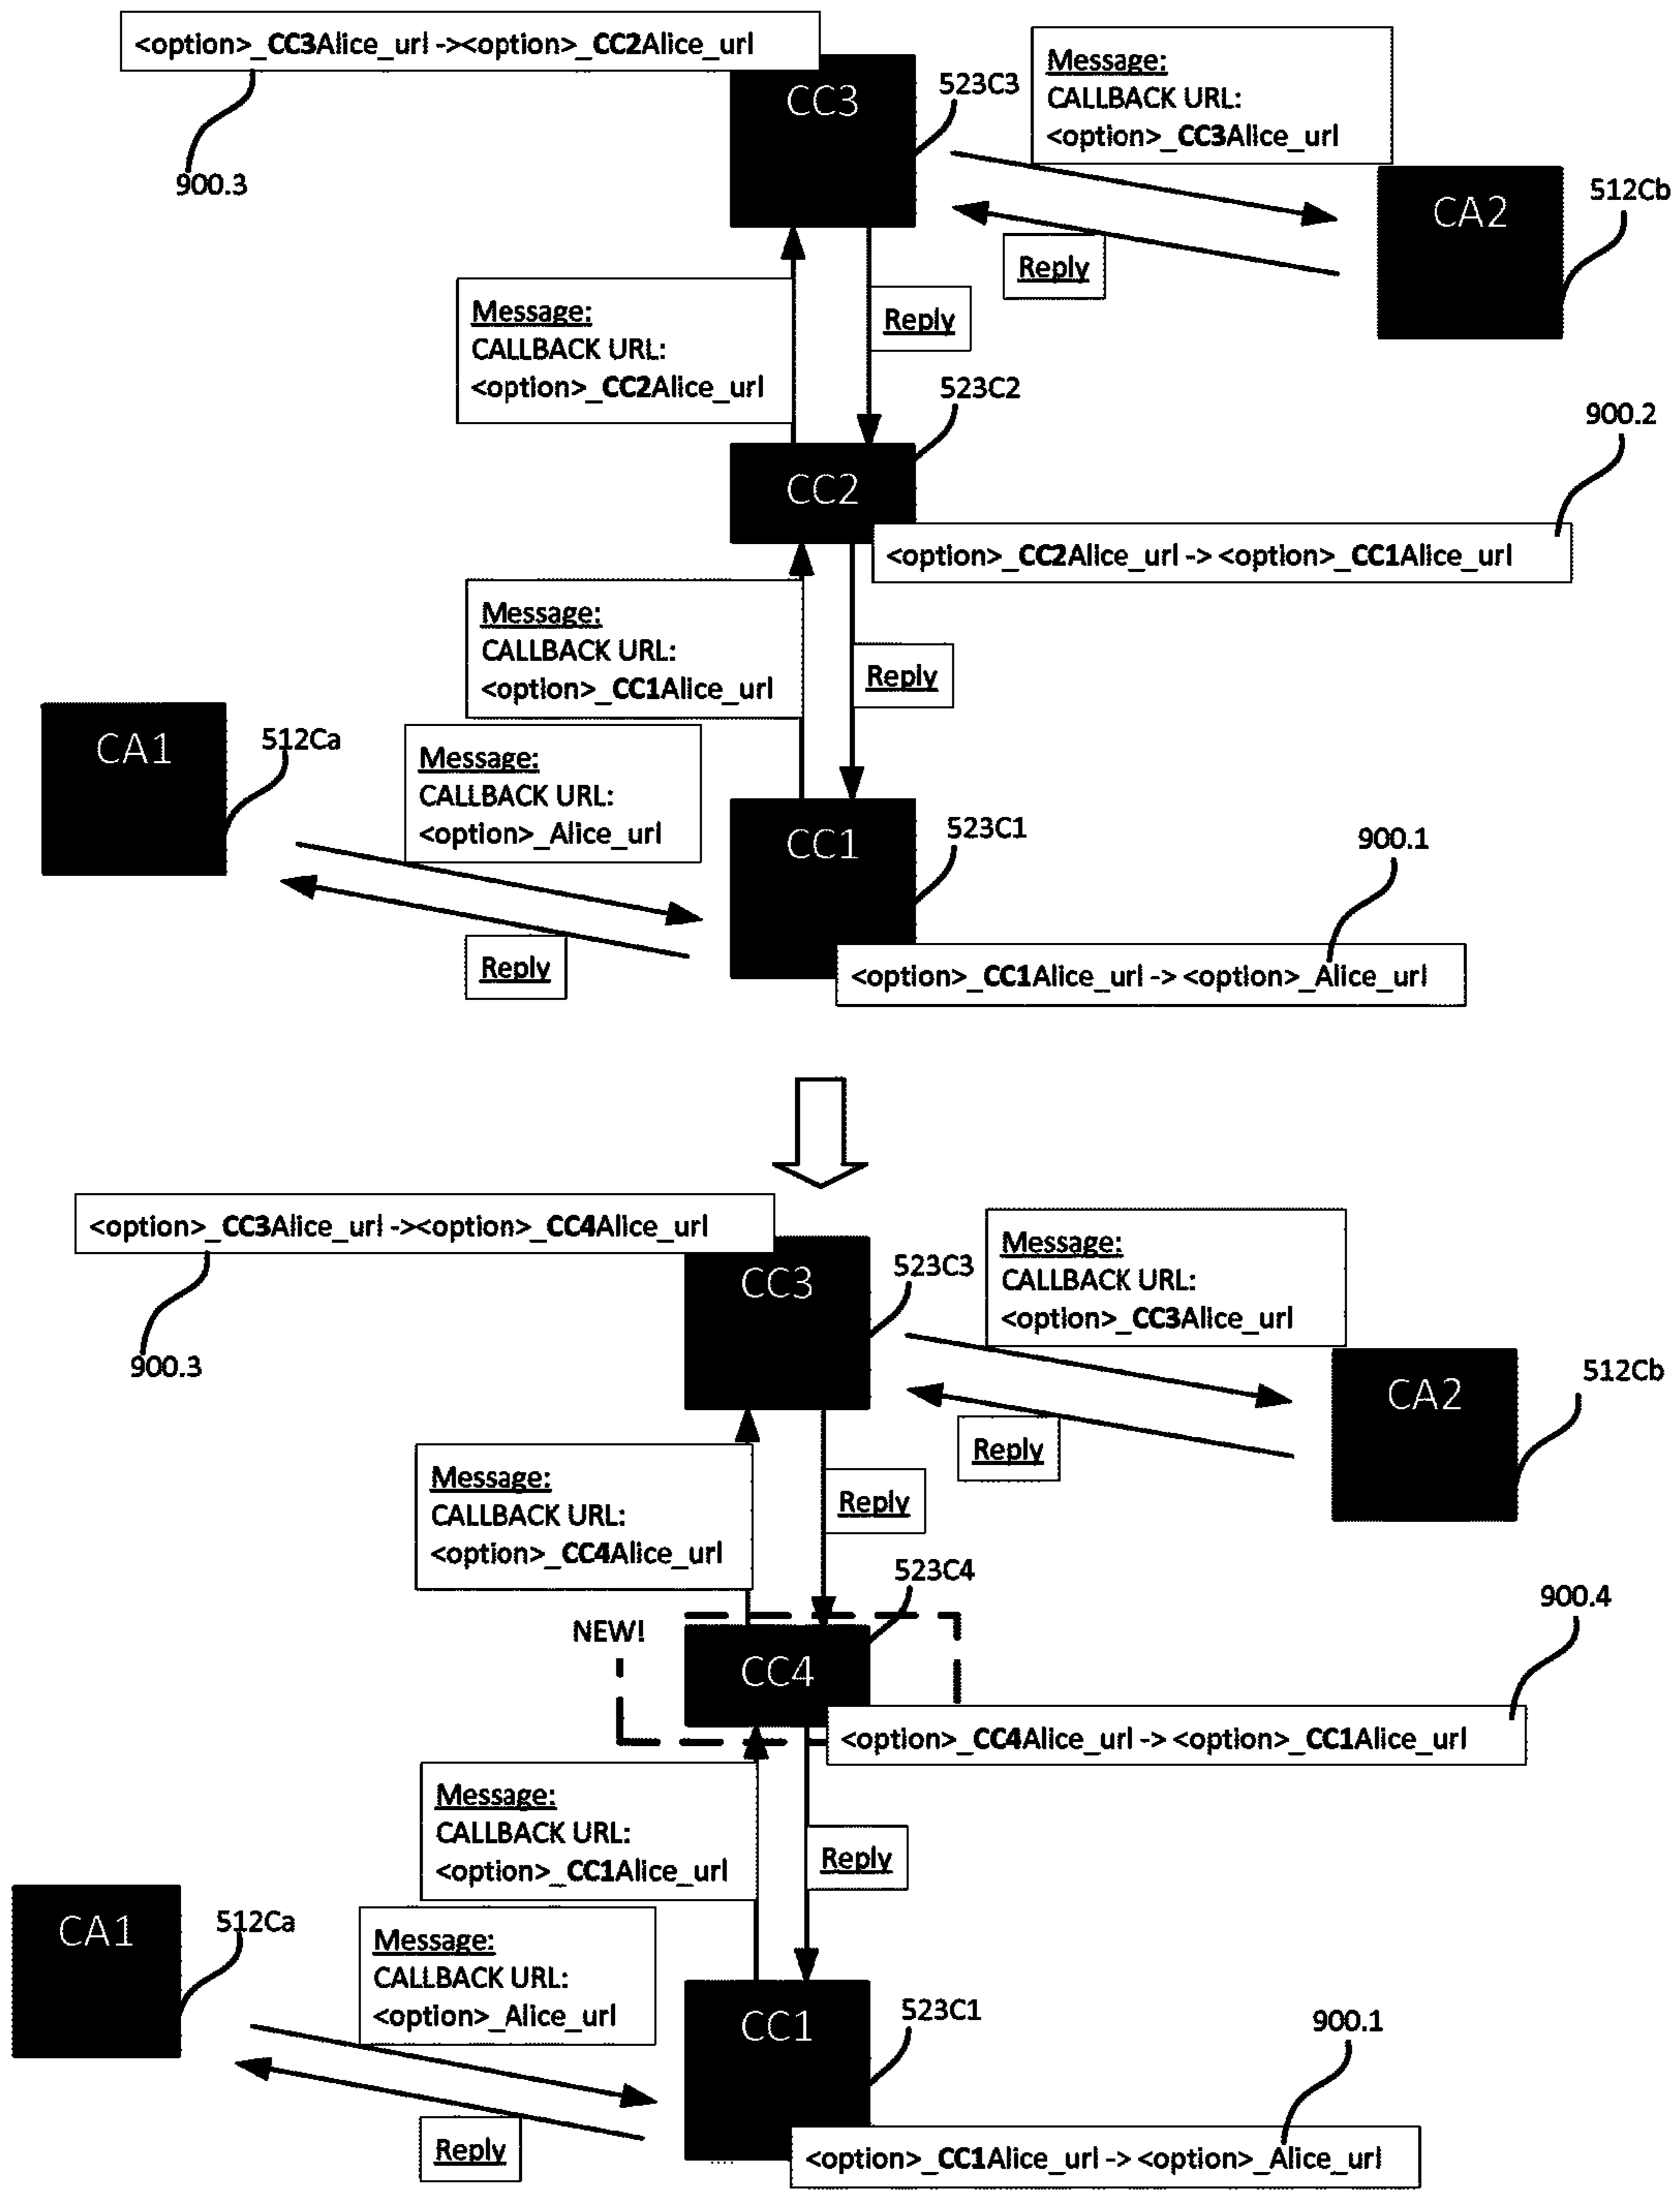 <option>_CC3Alice_url -><option>_CC2Alice_url
CC3
523C3
Message:
CALLBACK URL:
<option>_CC3Alice_url
900.3
CA2
512Cb
Reply
Message:
CALLBACK URL:
<option>_CC2Alice_url
Reply
523C2
900.2
CC2
<option>_CC2Alice_url -> <option>_CC1Alice_url
Message:
CALLBACK URL:
<option>_CC1Alice_url
Reply
CA1
512Ca
Message:
CALLBACK URL:
<option>_Alice_url
CC1
523C1
900.1
Reply
<option>_CC1Alice_url -> <option>_Alice_url
<option>_CC3Alice_url -><option>_CC4Alice_url
CC3
523C3
Message:
CALLBACK URL:
<option>_CC3Alice_url
900.3
CA2
512Cb
Reply
Message:
CALLBACK URL:
<option>_CC4Alice_url
Reply
523C4
900.4
NEW!
CC4
<option>_CC4Alice_url -> <option>_CC1Alice_url
Message:
CALLBACK URL:
<option>_CC1Alice_url
Reply
CA1
512Ca
Message:
CALLBACK URL:
<option>_Alice_url
CC1
523C1
900.1
Reply
<option>_CC1Alice_url -> <option>_Alice_url